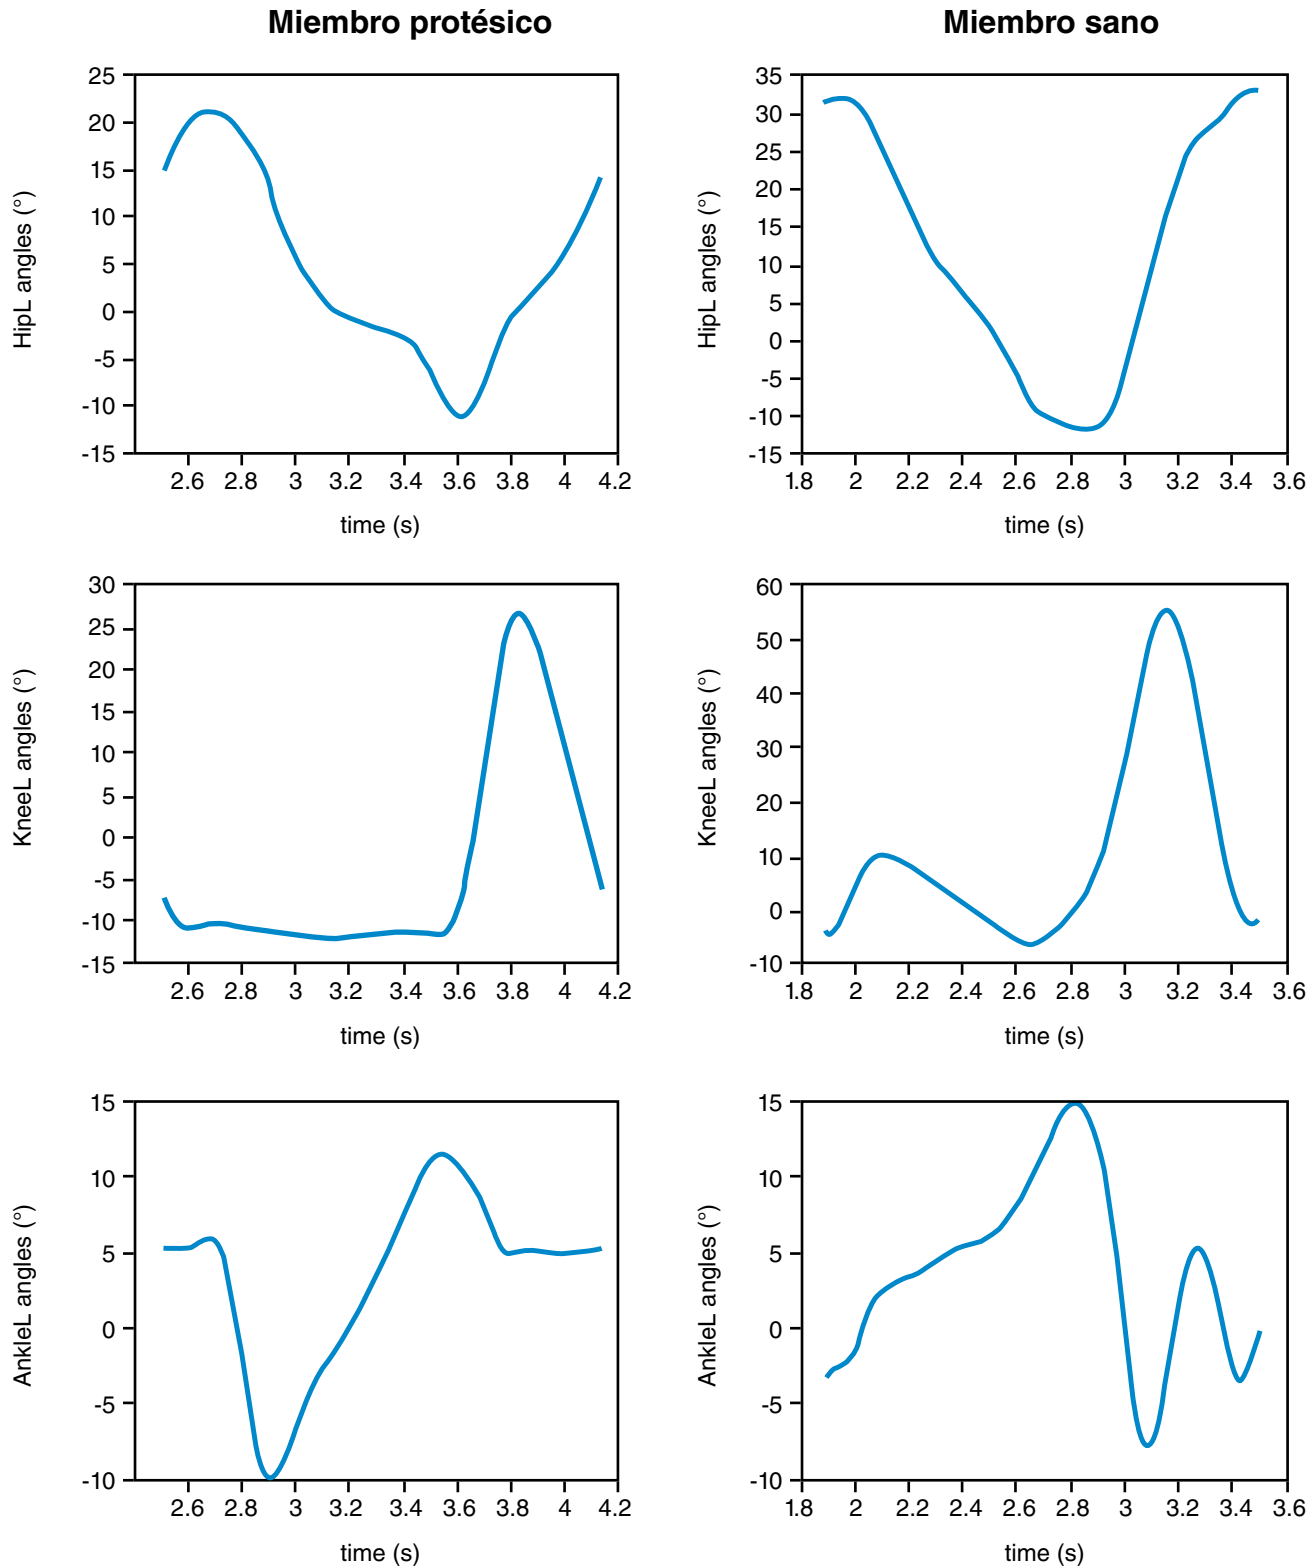 Miembro protésico
Miembro sano
25
20
15
10
5
0
-5
-10
-15
HipL angles (°)
2.6 2.8 3 3.2 3.4 3.6 3.8 4 4.2
time (s)
35
30
25
20
15
10
5
0
-5
-10
-15
HipL angles (°)
1.8 2 2.2 2.4 2.6 2.8 3 3.2 3.4 3.6
time (s)
30
25
20
15
10
5
0
-5
-10
-15
KneeL angles (°)
2.6 2.8 3 3.2 3.4 3.6 3.8 4 4.2
time (s)
60
50
40
30
20
10
0
-10
KneeL angles (°)
1.8 2 2.2 2.4 2.6 2.8 3 3.2 3.4 3.6
time (s)
15
10
5
0
-5
-10
AnkleL angles (°)
2.6 2.8 3 3.2 3.4 3.6 3.8 4 4.2
time (s)
15
10
5
0
-5
-10
AnkleL angles (°)
1.8 2 2.2 2.4 2.6 2.8 3 3.2 3.4 3.6
time (s)